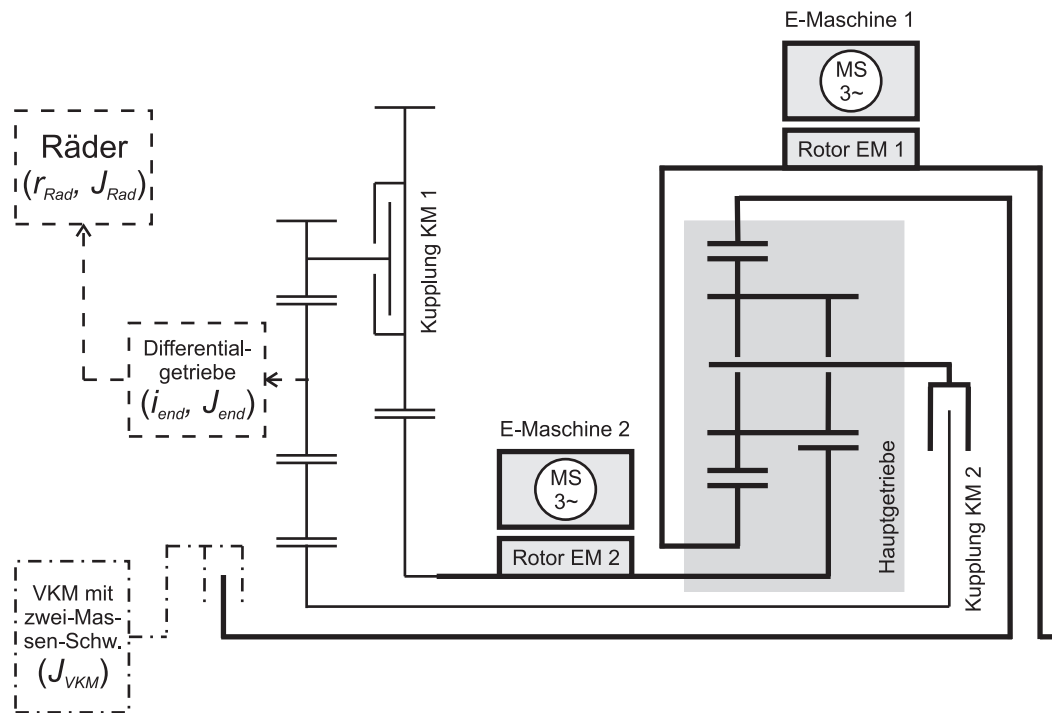 E-Maschine 1
MS
3~
Rotor EM 1
Räder
(r_Rad, J_Rad)
Kupplung KM 1
Differential-
getriebe
(i_end, J_end)
E-Maschine 2
MS
3~
Rotor EM 2
Hauptgetriebe
Kupplung KM 2
VKM mit
zwei-Mas-
sen-Schw.
(J_VKM)